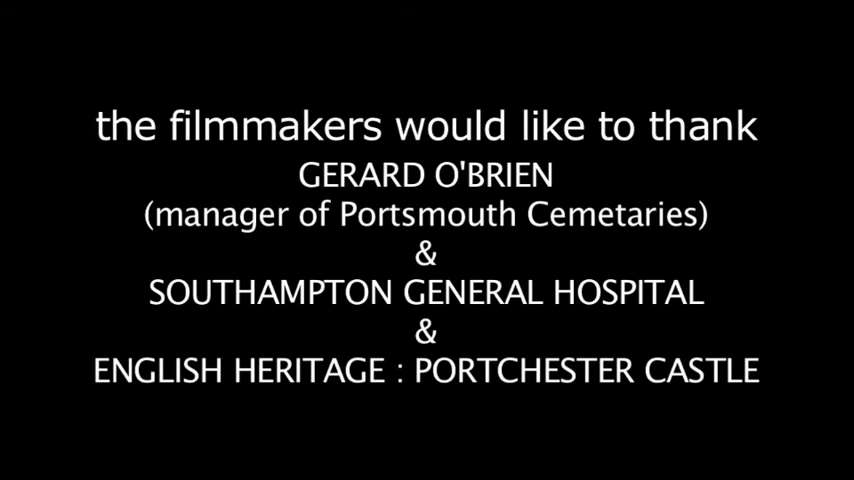 the filmmakers would like to thank
GERARD O'BRIEN
(manager of Portsmouth Cemetaries)
&
SOUTHAMPTON GENERAL HOSPITAL
&
ENGLISH HERITAGE : PORTCHESTER CASTLE